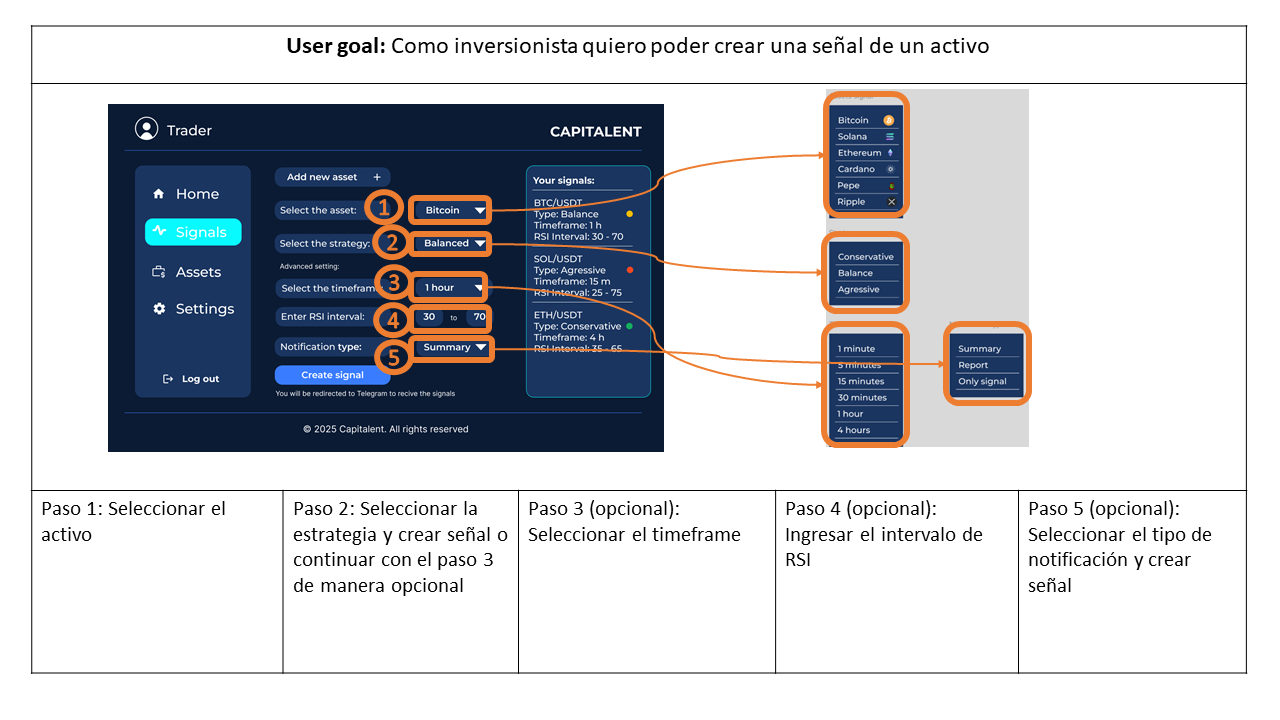 User goal: Como inversionista quiero poder crear una señal de un activo
Trader
CAPITALENT
Home
Signals
Assets
Settings
Log out
Add new asset +
Select the asset:
1
Bitcoin
Select the strategy:
2
Balanced
Advanced setting:
Select the timefram
3
1 hour
Enter RSI interval:
4
30 to 70
Notification type:
5
Summary
Create signal
You will be redirected to Telegram to recive the signals
Your signals:
BTC/USDT
Type: Balance
Timeframe: 1 h
RSI Interval: 30 - 70
SOL/USDT
Type: Agressive
Timeframe: 15 m
RSI Interval: 25 - 75
ETH/USDT
Type: Conservative
Timeframe: 4 h
RSI Interval: 35 - 65
© 2025 Capitalent. All rights reserved
Bitcoin
Solana
Ethereum
Cardano
Pepe
Ripple
Conservative
Balance
Agressive
1 minute
5 minutes
15 minutes
30 minutes
1 hour
4 hours
Summary
Report
Only signal
Paso 1: Seleccionar el
activo
Paso 2: Seleccionar la
estrategia y crear señal o
continuar con el paso 3
de manera opcional
Paso 3 (opcional):
Seleccionar el timeframe
Paso 4 (opcional):
Ingresar el intervalo de
RSI
Paso 5 (opcional):
Seleccionar el tipo de
notificación y crear
señal